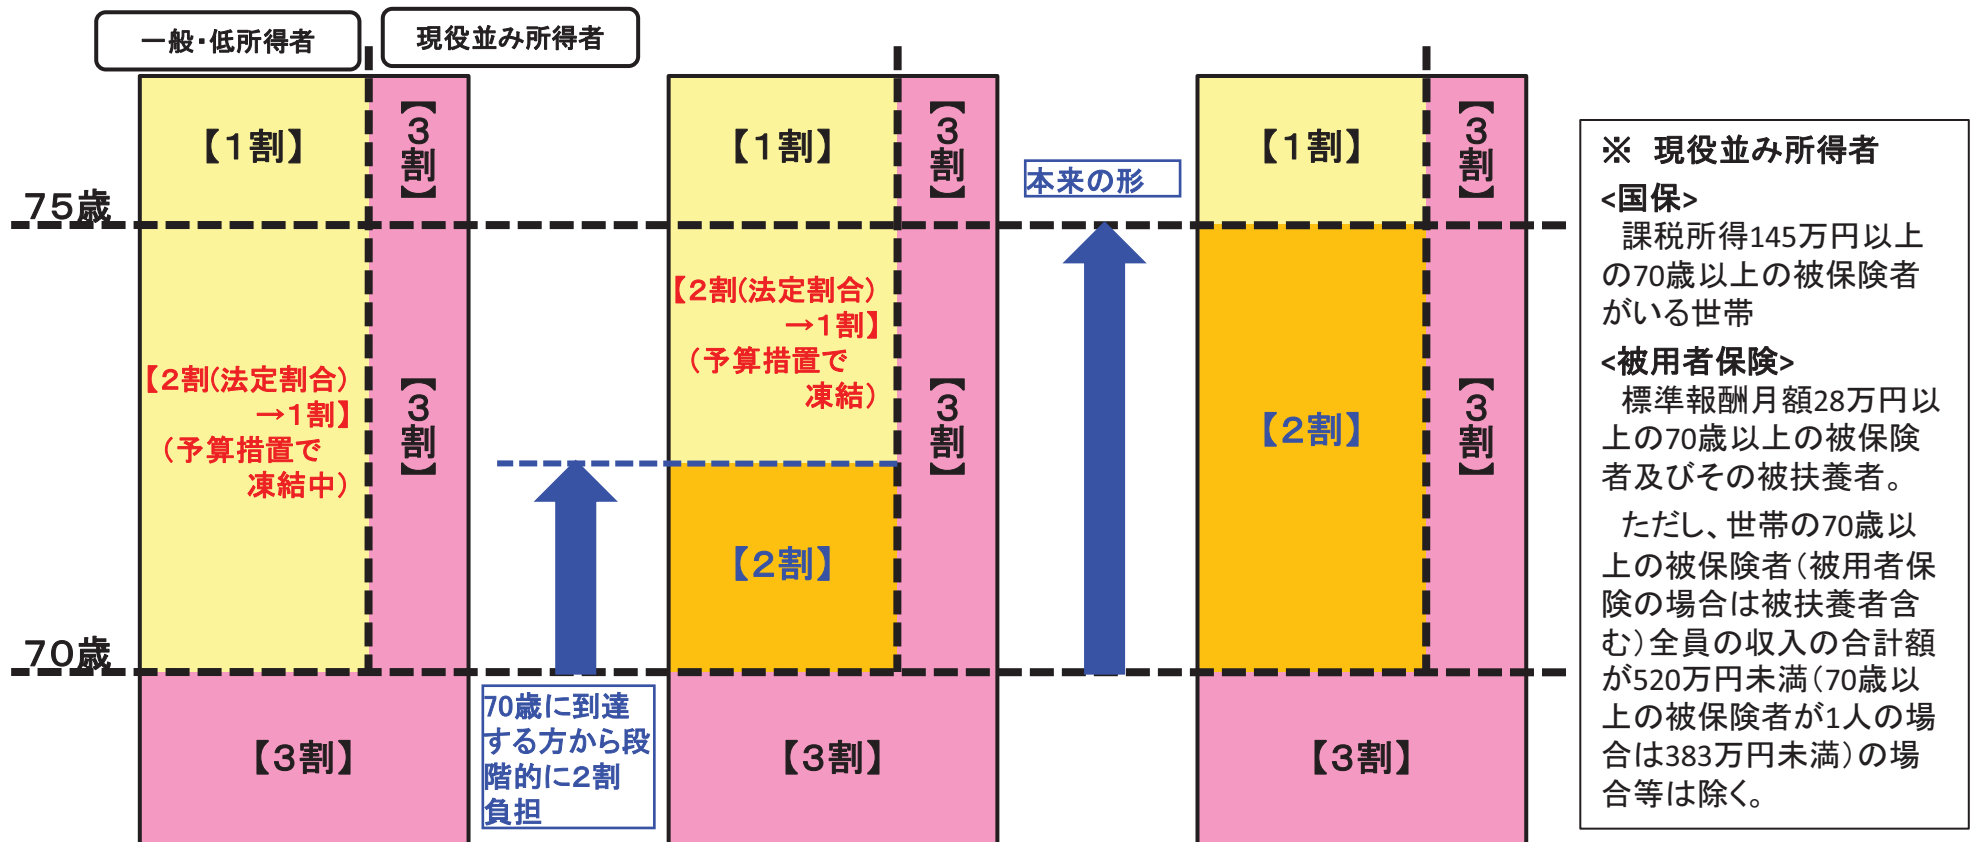 一般・低所得者
現役並み所得者
【1割】
【3割】
75歳
【2割(法定割合)
→1割】
(予算措置で
凍結中)
【3割】
70歳
【3割】
70歳に到達
する方から段
階的に2割
負担
【1割】
【3割】
【2割(法定割合)
→1割】
(予算措置で
凍結)
【3割】
【2割】
【3割】
本来の形
【1割】
【3割】
【2割】
【3割】
【3割】
※ 現役並み所得者
<国保>
課税所得145万円以上
の70歳以上の被保険者
がいる世帯
<被用者保険>
標準報酬月額28万円以
上の70歳以上の被保険
者及びその被扶養者。
ただし、世帯の70歳以
上の被保険者(被用者保
険の場合は被扶養者含
む)全員の収入の合計額
が520万円未満(70歳以
上の被保険者が1人の場
合は383万円未満)の場
合等は除く。